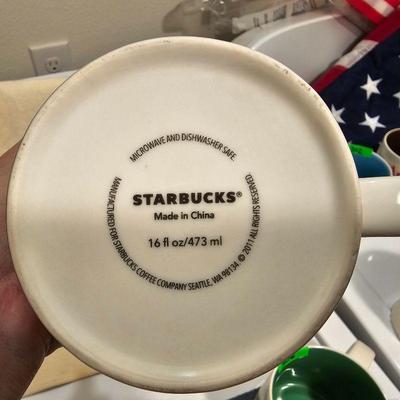 MICROWAVE AND DISHWASHER SAFE.
STARBUCKS®
Made in China
16 fl oz/473 ml
MANUFACTURED FOR STARBUCKS COFFEE COMPANY SEATTLE, WA 98134. © 2011 ALL RIGHTS RESERVED.